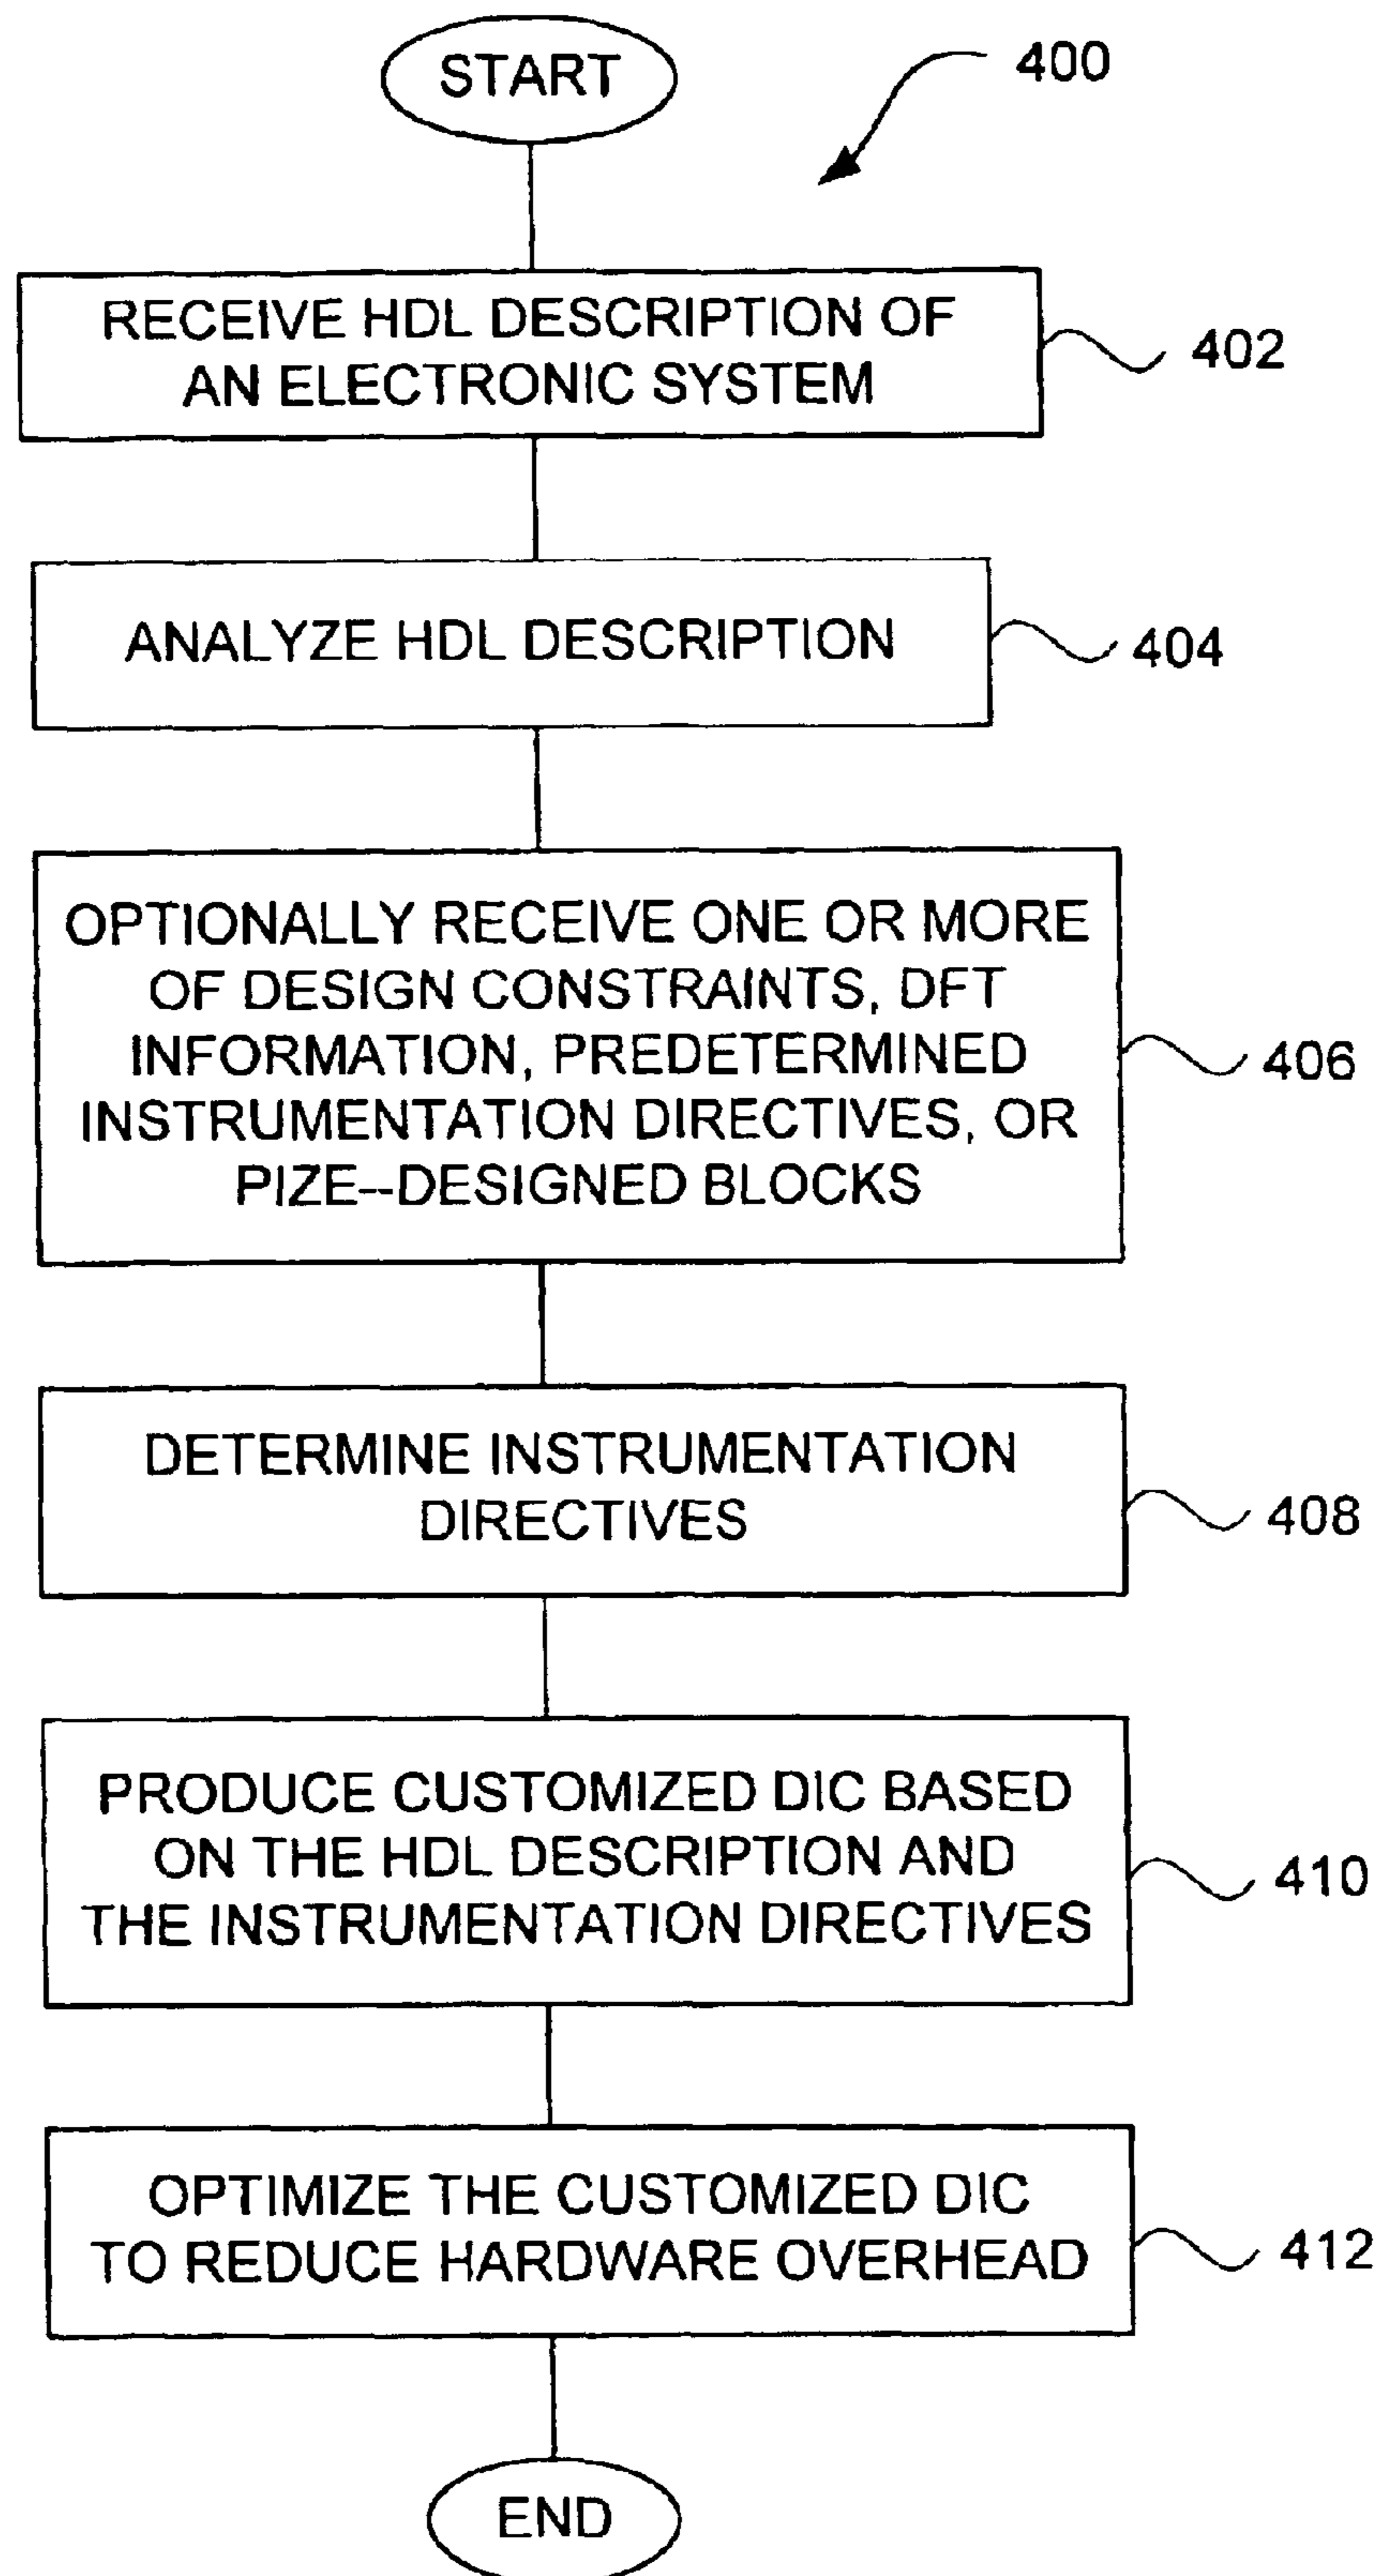 START
400
RECEIVE HDL DESCRIPTION OF
AN ELECTRONIC SYSTEM
402
ANALYZE HDL DESCRIPTION
404
OPTIONALLY RECEIVE ONE OR MORE
OF DESIGN CONSTRAINTS, DFT
INFORMATION, PREDETERMINED
INSTRUMENTATION DIRECTIVES, OR
PIZE--DESIGNED BLOCKS
406
DETERMINE INSTRUMENTATION
DIRECTIVES
408
PRODUCE CUSTOMIZED DIC BASED
ON THE HDL DESCRIPTION AND
THE INSTRUMENTATION DIRECTIVES
410
OPTIMIZE THE CUSTOMIZED DIC
TO REDUCE HARDWARE OVERHEAD
412
END